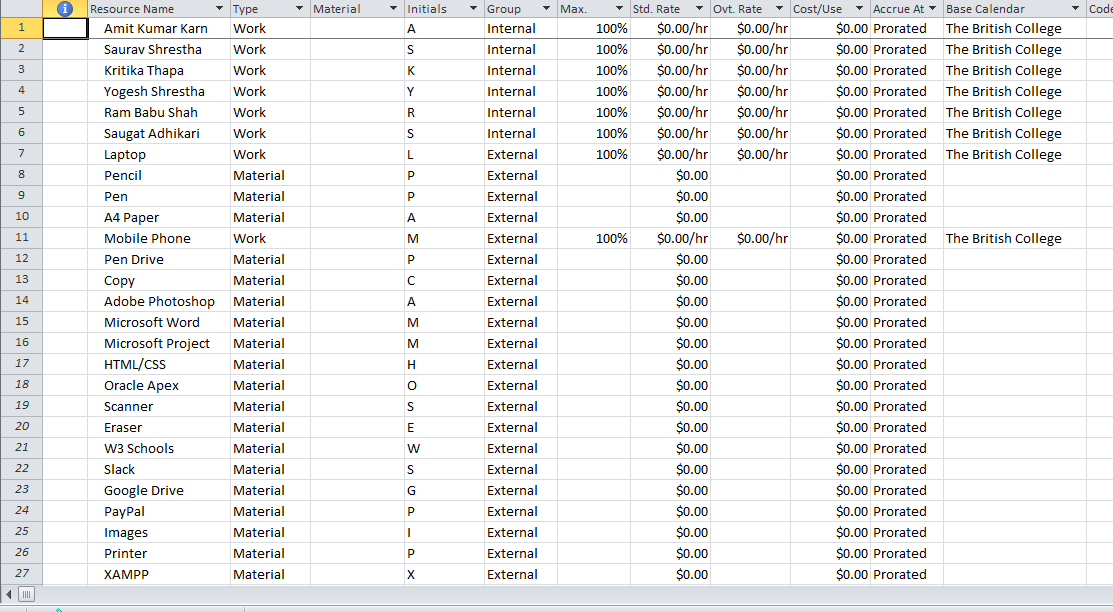 Resource Name Type Material Initials Group Max. Std. Rate Ovt. Rate Cost/Use Accrue At Base Calendar Code
1 Amit Kumar Karn Work A Internal 100% $0.00/hr $0.00/hr $0.00 Prorated The British College
2 Saurav Shrestha Work S Internal 100% $0.00/hr $0.00/hr $0.00 Prorated The British College
3 Kritika Thapa Work K Internal 100% $0.00/hr $0.00/hr $0.00 Prorated The British College
4 Yogesh Shrestha Work Y Internal 100% $0.00/hr $0.00/hr $0.00 Prorated The British College
5 Ram Babu Shah Work R Internal 100% $0.00/hr $0.00/hr $0.00 Prorated The British College
6 Saugat Adhikari Work S Internal 100% $0.00/hr $0.00/hr $0.00 Prorated The British College
7 Laptop Work L External 100% $0.00/hr $0.00/hr $0.00 Prorated The British College
8 Pencil Material P External $0.00 $0.00 Prorated
9 Pen Material P External $0.00 $0.00 Prorated
10 A4 Paper Material A External $0.00 $0.00 Prorated
11 Mobile Phone Work M External 100% $0.00/hr $0.00/hr $0.00 Prorated The British College
12 Pen Drive Material P External $0.00 $0.00 Prorated
13 Copy Material C External $0.00 $0.00 Prorated
14 Adobe Photoshop Material A External $0.00 $0.00 Prorated
15 Microsoft Word Material M External $0.00 $0.00 Prorated
16 Microsoft Project Material M External $0.00 $0.00 Prorated
17 HTML/CSS Material H External $0.00 $0.00 Prorated
18 Oracle Apex Material O External $0.00 $0.00 Prorated
19 Scanner Material S External $0.00 $0.00 Prorated
20 Eraser Material E External $0.00 $0.00 Prorated
21 W3 Schools Material W External $0.00 $0.00 Prorated
22 Slack Material S External $0.00 $0.00 Prorated
23 Google Drive Material G External $0.00 $0.00 Prorated
24 PayPal Material P External $0.00 $0.00 Prorated
25 Images Material I External $0.00 $0.00 Prorated
26 Printer Material P External $0.00 $0.00 Prorated
27 XAMPP Material X External $0.00 $0.00 Prorated